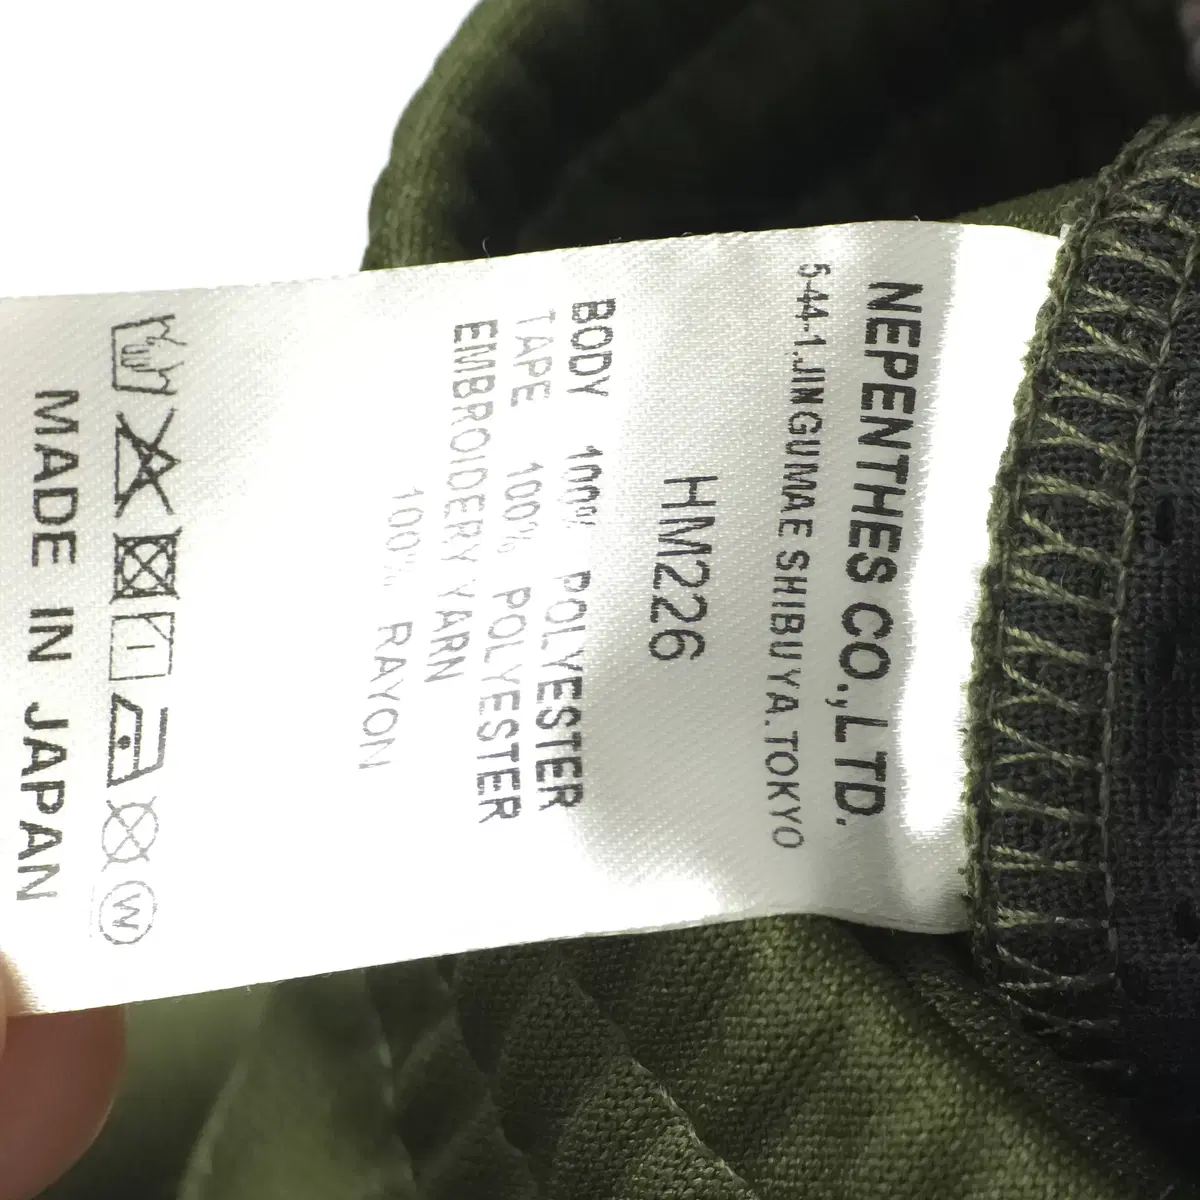 NEPENTHES CO.,LTD.
5-44-1.JINGUMAE SHIBUYA.TOKYO
HM226
BODY 100% POLYESTER
TAPE 100% POLYESTER
EMBROIDERY YARN
100% RAYON
W
MADE IN JAPAN